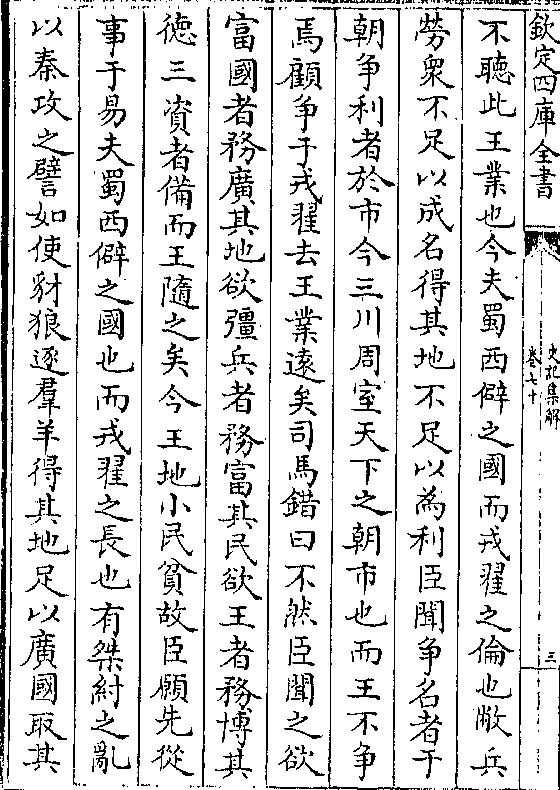 欽定四庫全書
史記集解
卷七十
三
不聽此王業也今夫蜀西僻之國而戎翟之倫也敝兵
勞衆不足以成名得其地不足以為利臣聞争名者于
朝争利者於市今三川周室天下之朝市也而王不争
焉顧争于戎翟去王業遠矣司馬錯曰不然臣聞之欲
富國者務廣其地欲彊兵者務富其民欲王者務博其
徳三資者備而王隨之矣今王地小民貧故臣願先從
事于易夫蜀西僻之國也而戎翟之長也有桀紂之亂
以秦攻之譬如使豺狼逐羣羊得其地足以廣國取其